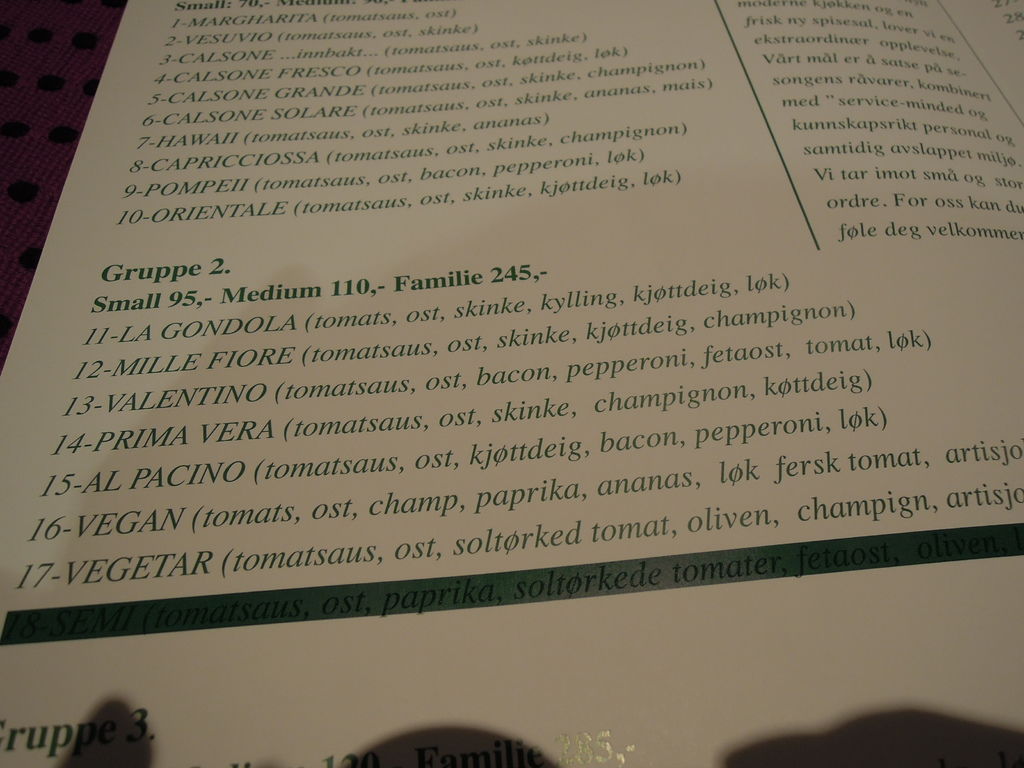 Small: 70,- Medium: 90,-
1-MARGHARITA (tomatsaus, ost)
2-VESUVIO (tomatsaus, ost, skinke)
3-CALSONE ...innbakt... (tomatsaus, ost, skinke)
4-CALSONE FRESCO (tomatsaus, ost, køttdeig, løk)
5-CALSONE GRANDE (tomatsaus, ost, skinke, champignon)
6-CALSONE SOLARE (tomatsaus, ost, skinke, ananas, mais)
7-HAWAII (tomatsaus, ost, skinke, ananas)
8-CAPRICCIOSSA (tomatsaus, ost, skinke, champignon)
9-POMPEII (tomatsaus, ost, bacon, pepperoni, løk)
10-ORIENTALE (tomatsaus, ost, skinke, kjøttdeig, løk)
Gruppe 2.
Small 95,- Medium 110,- Familie 245,-
11-LA GONDOLA (tomats, ost, skinke, kylling, kjøttdeig, løk)
12-MILLE FIORE (tomatsaus, ost, skinke, kjøttdeig, champignon)
13-VALENTINO (tomatsaus, ost, bacon, pepperoni, fetaost, tomat, løk)
14-PRIMA VERA (tomatsaus, ost, skinke, champignon, køttdeig)
15-AL PACINO (tomatsaus, ost, kjøttdeig, bacon, pepperoni, løk)
16-VEGAN (tomats, ost, champ, paprika, ananas, løk fersk tomat, artisjo
17-VEGETAR (tomatsaus, ost, soltørked tomat, oliven, champign, artisjo
18-SEMI (tomatsaus, ost, paprika, soltørkede tomater, fetaost, oliven,
Gruppe 3.
120,- Familie 285,-
moderne kjøkken og en
frisk ny spisesal, lover vi en
ekstraordinær opplevelse.
Vårt mål er å satse på se-
songens råvarer, kombinert
med " service-minded og
kunnskapsrikt personal og
samtidig avslappet miljø.
Vi tar imot små og stor
ordre. For oss kan du
føle deg velkommen
28